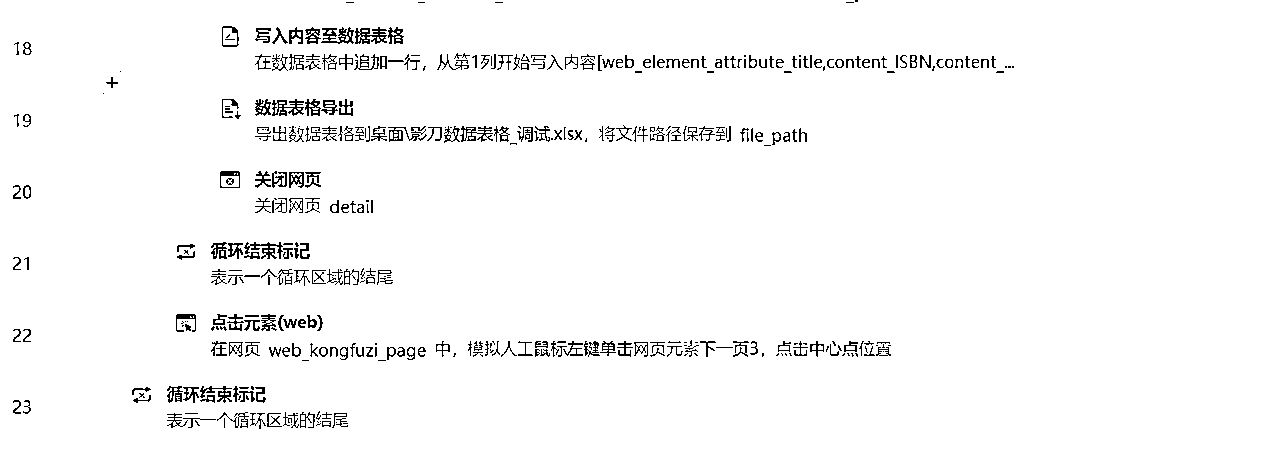 18
写入内容至数据表格
在数据表格中追加一行，从第1列开始写入内容[web_element_attribute_title,content_ISBN,content_...
19
数据表格导出
导出数据表格到桌面\影刀数据表格_调试.xlsx，将文件路径保存到 file_path
20
关闭网页
关闭网页 detail
21
循环结束标记
表示一个循环区域的结尾
22
点击元素(web)
在网页 web_kongfuzi_page 中，模拟人工鼠标左键单击网页元素下一页3，点击中心点位置
23
循环结束标记
表示一个循环区域的结尾